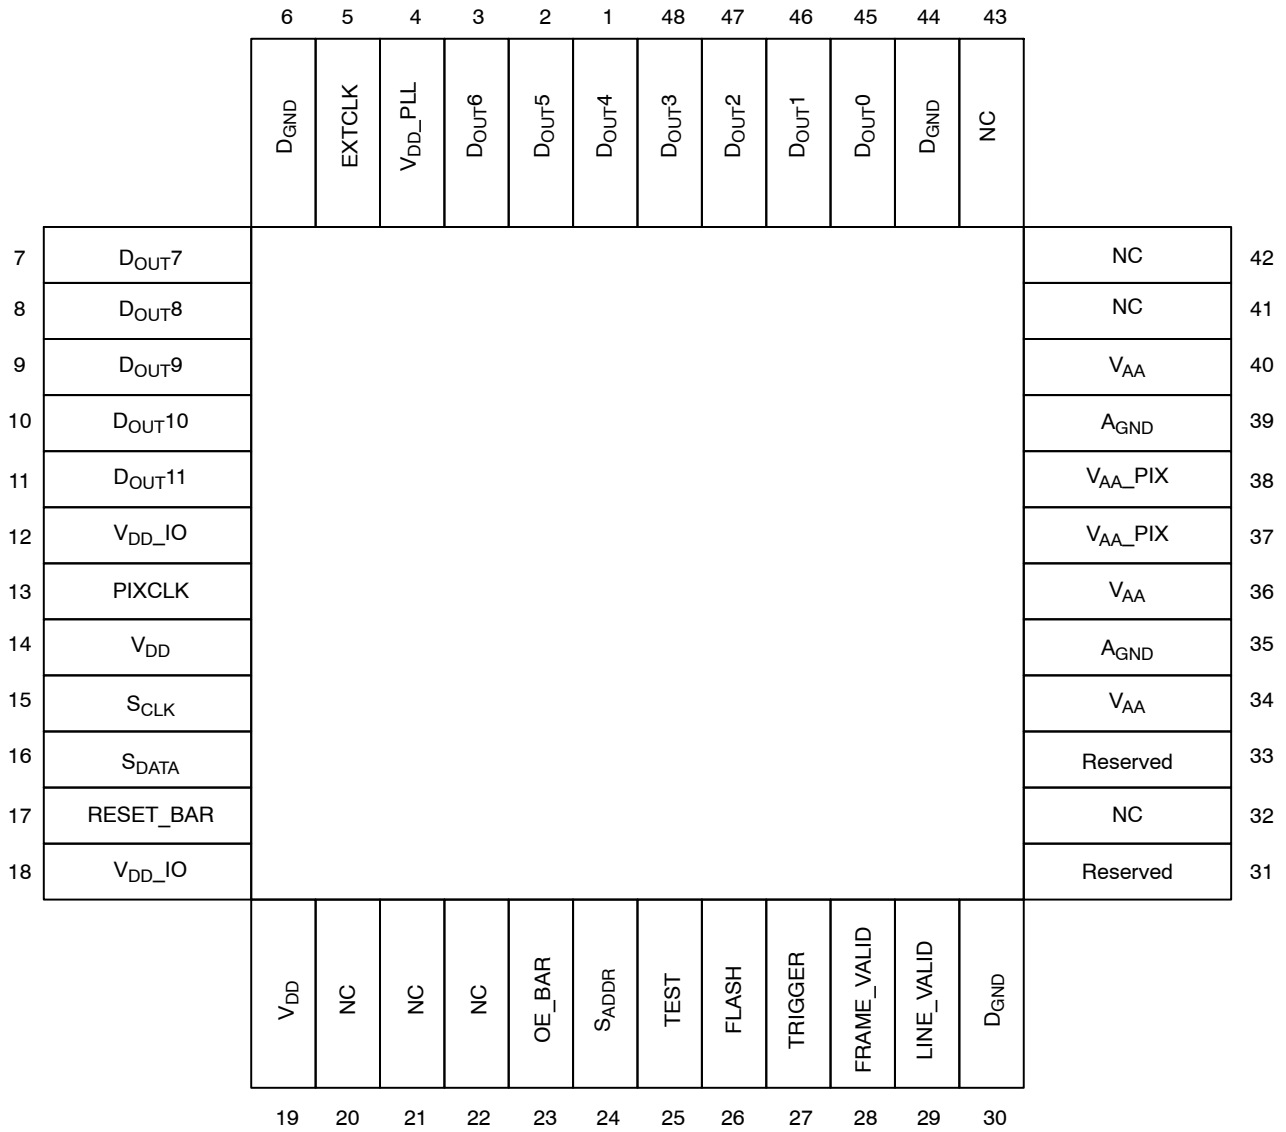 6 5 4 3 2 1 48 47 46 45 44 43
DGND EXTCLK VDD_PLL DOUT6 DOUT5 DOUT4 DOUT3 DOUT2 DOUT1 DOUT0 DGND NC
7 DOUT7 NC 42
8 DOUT8 NC 41
9 DOUT9 VAA 40
10 DOUT10 AGND 39
11 DOUT11 VAA_PIX 38
12 VDD_IO VAA_PIX 37
13 PIXCLK VAA 36
14 VDD AGND 35
15 SCLK VAA 34
16 SDATA Reserved 33
17 RESET_BAR NC 32
18 VDD_IO Reserved 31
VDD NC NC NC OE_BAR SADDR TEST FLASH TRIGGER FRAME_VALID LINE_VALID DGND
19 20 21 22 23 24 25 26 27 28 29 30